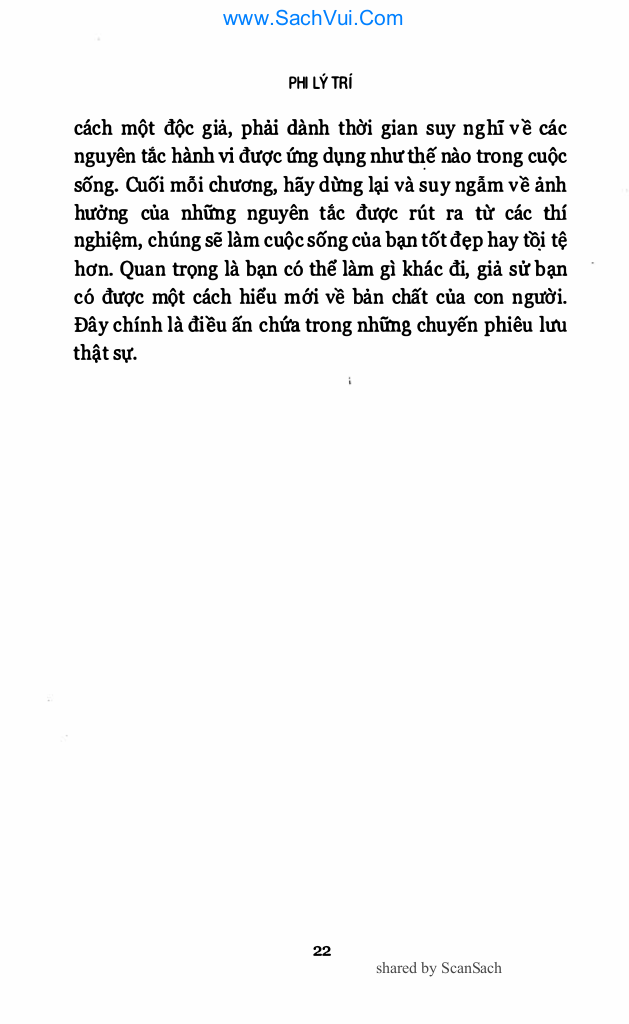 www.SachVui.Com
PHI LÝ TRÍ
cách một độc giả, phải dành thời gian suy nghĩ về các
nguyên tắc hành vi được ứng dụng như thế nào trong cuộc
sống. Cuối mỗi chương, hãy dừng lại và suy ngẫm về ảnh
hưởng của những nguyên tắc được rút ra từ các thí
nghiệm, chúng sẽ làm cuộc sống của bạn tốt đẹp hay tồi tệ
hơn. Quan trọng là bạn có thể làm gì khác đi, giả sử bạn
có được một cách hiểu mới về bản chất của con người.
Đây chính là điều ẩn chứa trong những chuyến phiêu lưu
thật sự.
22
shared by ScanSach